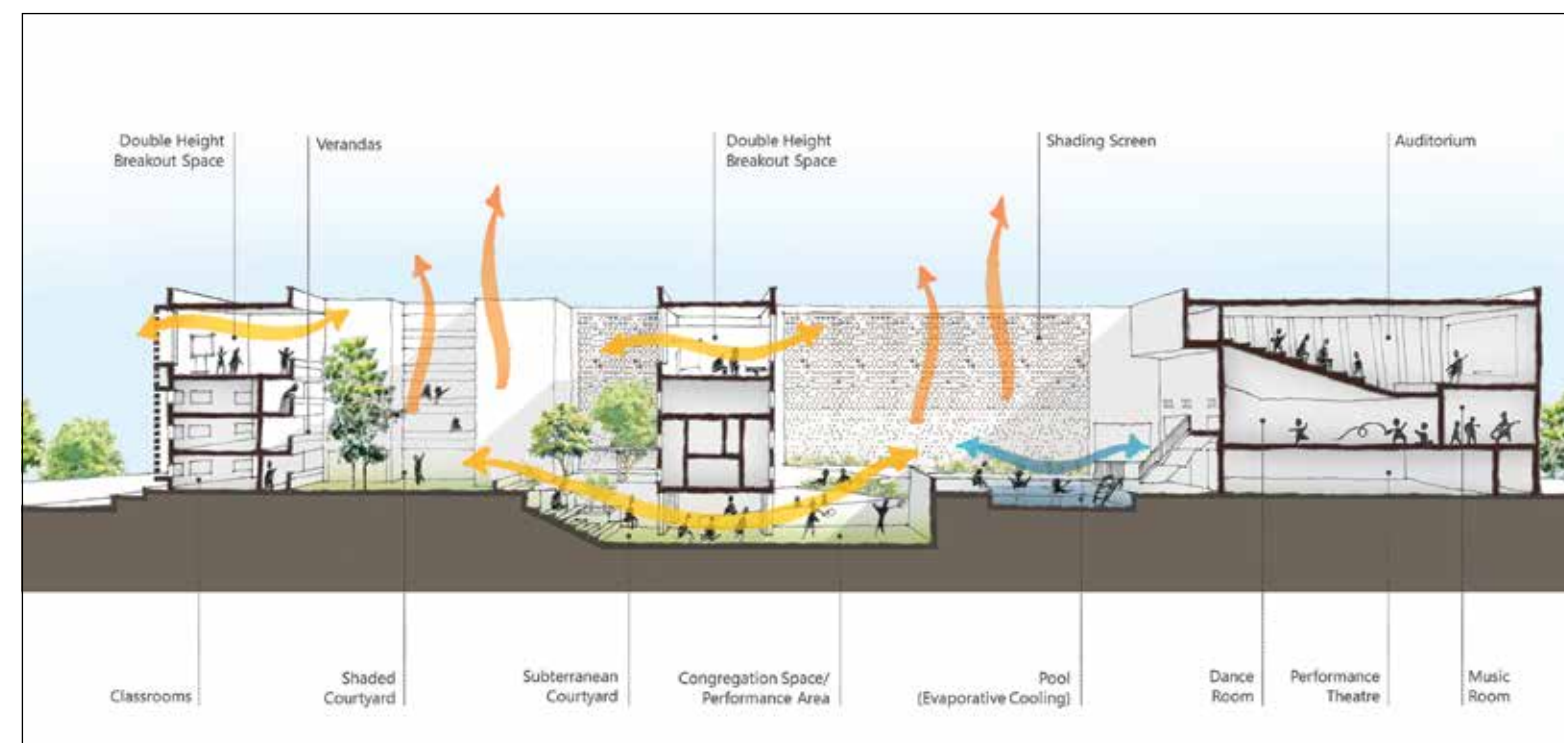 Double Height
Breakout Space
Verandas
Double Height
Breakout Space
Shading Screen
Auditorium
Classrooms
Shaded
Courtyard
Subterranean
Courtyard
Congregation Space/
Performance Area
Pool
(Evaporative Cooling)
Dance
Room
Performance
Theatre
Music
Room